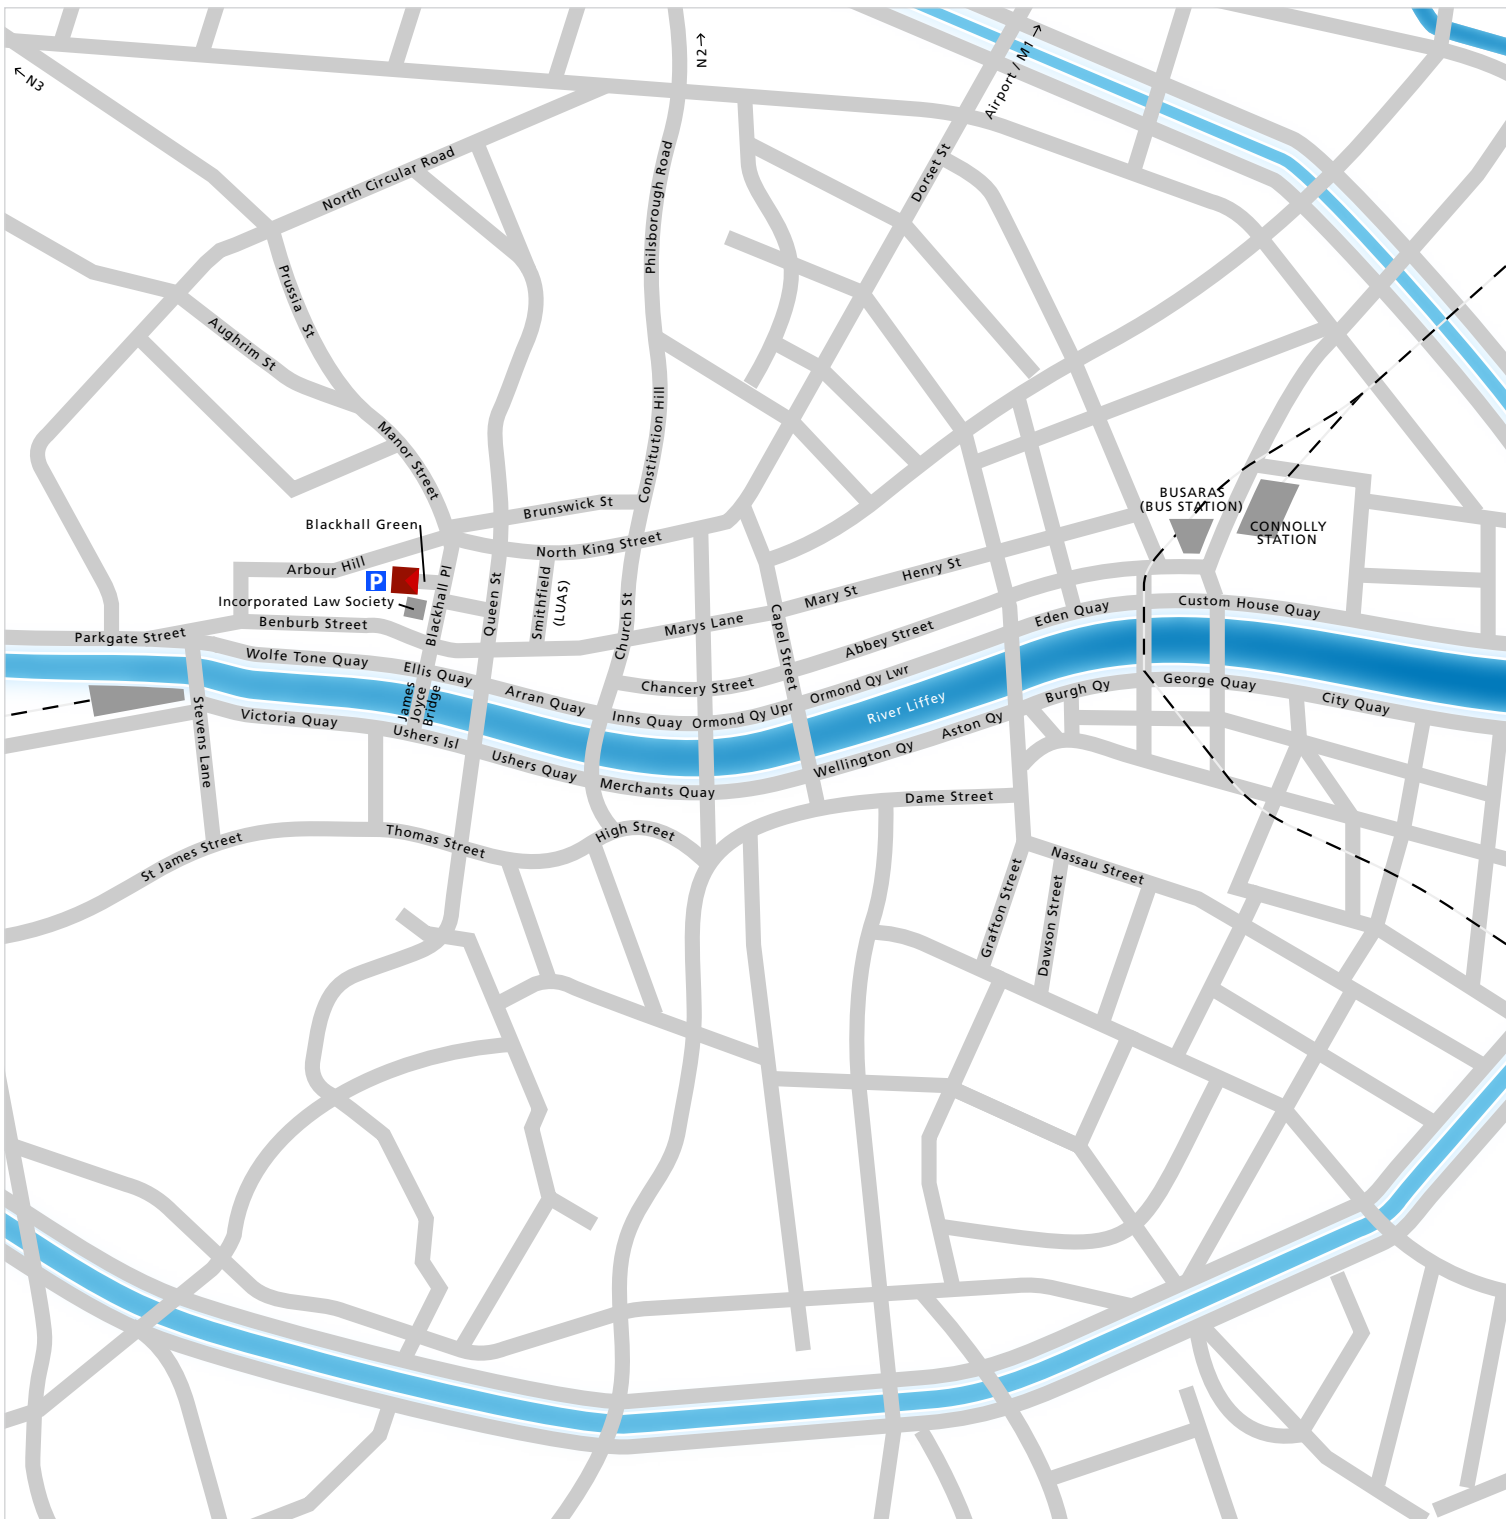 N2
Airport / M1
N3
Dorset St
North Circular Road
Philsborough Road
Prussia St
Aughrim St
Manor Street
Constitution Hill
Brunswick St
BUSARAS
(BUS STATION)
CONNOLLY
STATION
Blackhall Green
North King Street
Arbour Hill
P
Incorporated Law Society
Blackhall Pl
Queen St
Smithfield
(LUAS)
Church St
Henry St
Mary St
Marys Lane
Capel Street
Abbey Street
Eden Quay
Custom House Quay
Benburb Street
Parkgate Street
Wolfe Tone Quay
Ellis Quay
Arran Quay
Chancery Street
Inns Quay
Ormond Qy Upr
Ormond Qy Lwr
River Liffey
Burgh Qy
George Quay
City Quay
James
Joyce
Bridge
Stevens Lane
Victoria Quay
Ushers Isl
Ushers Quay
Merchants Quay
Wellington Qy
Aston Qy
Dame Street
St James Street
Thomas Street
High Street
Nassau Street
Grafton Street
Dawson Street